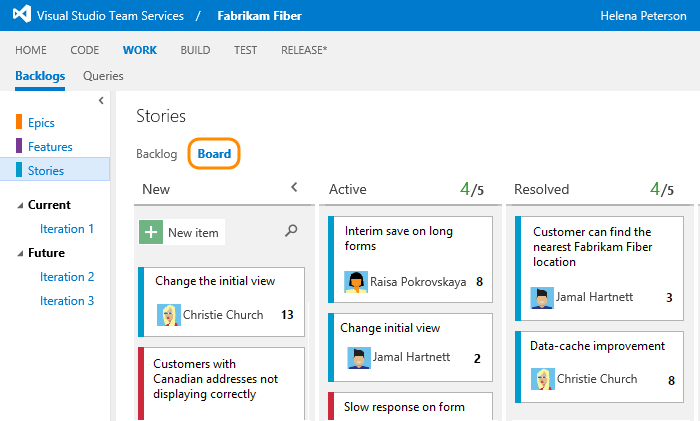 Visual Studio Team Services / Fabrikam Fiber Helena Peterson
HOME CODE WORK BUILD TEST RELEASE*
Backlogs Queries
Epics
Features
Stories
Current
Iteration 1
Future
Iteration 2
Iteration 3
Stories
Backlog Board
New
New item
Change the initial view
Christie Church 13
Customers with
Canadian addresses not
displaying correctly
Active 4/5
Interim save on long
forms
Raisa Pokrovskaya 8
Change initial view
Jamal Hartnett 2
Slow response on form
Resolved 4/5
Customer can find the
nearest Fabrikam Fiber
location
Jamal Hartnett 3
Data-cache improvement
Christie Church 8